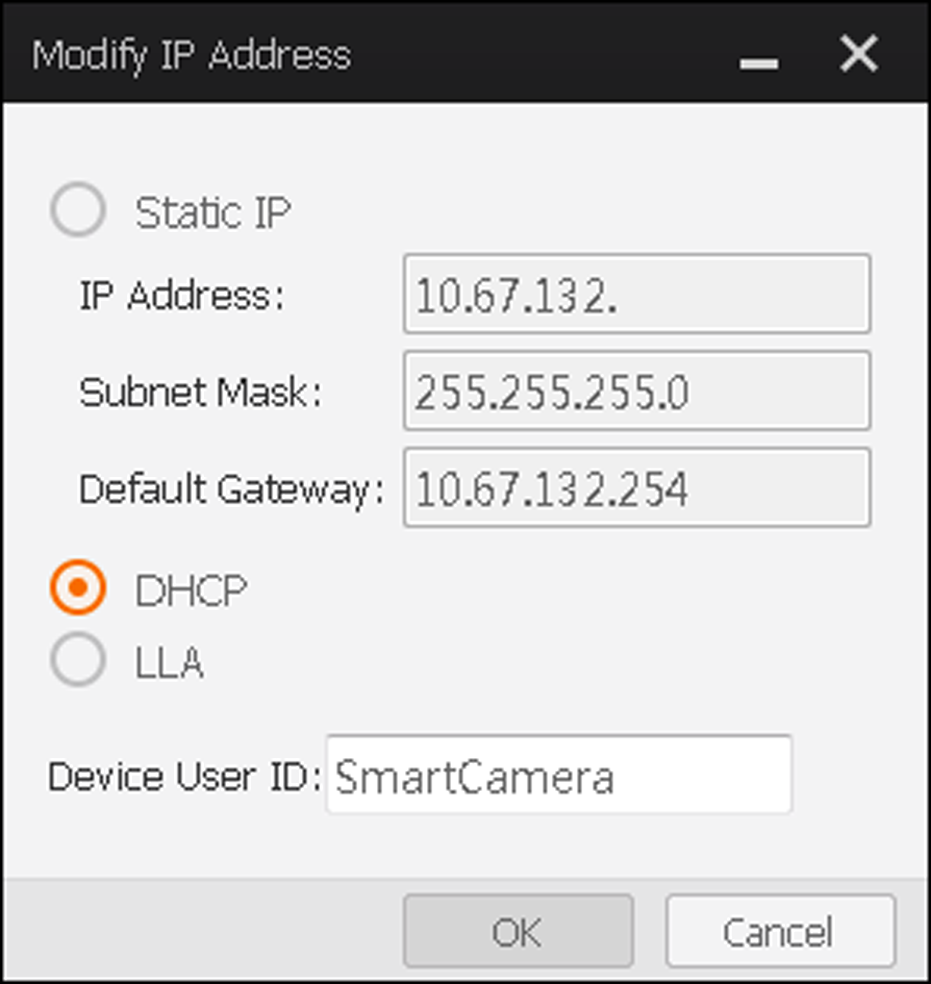 Modify IP Address
Static IP
IP Address: 10.67.132.
Subnet Mask: 255.255.255.0
Default Gateway: 10.67.132.254
DHCP
LLA
Device User ID: SmartCamera
OK Cancel